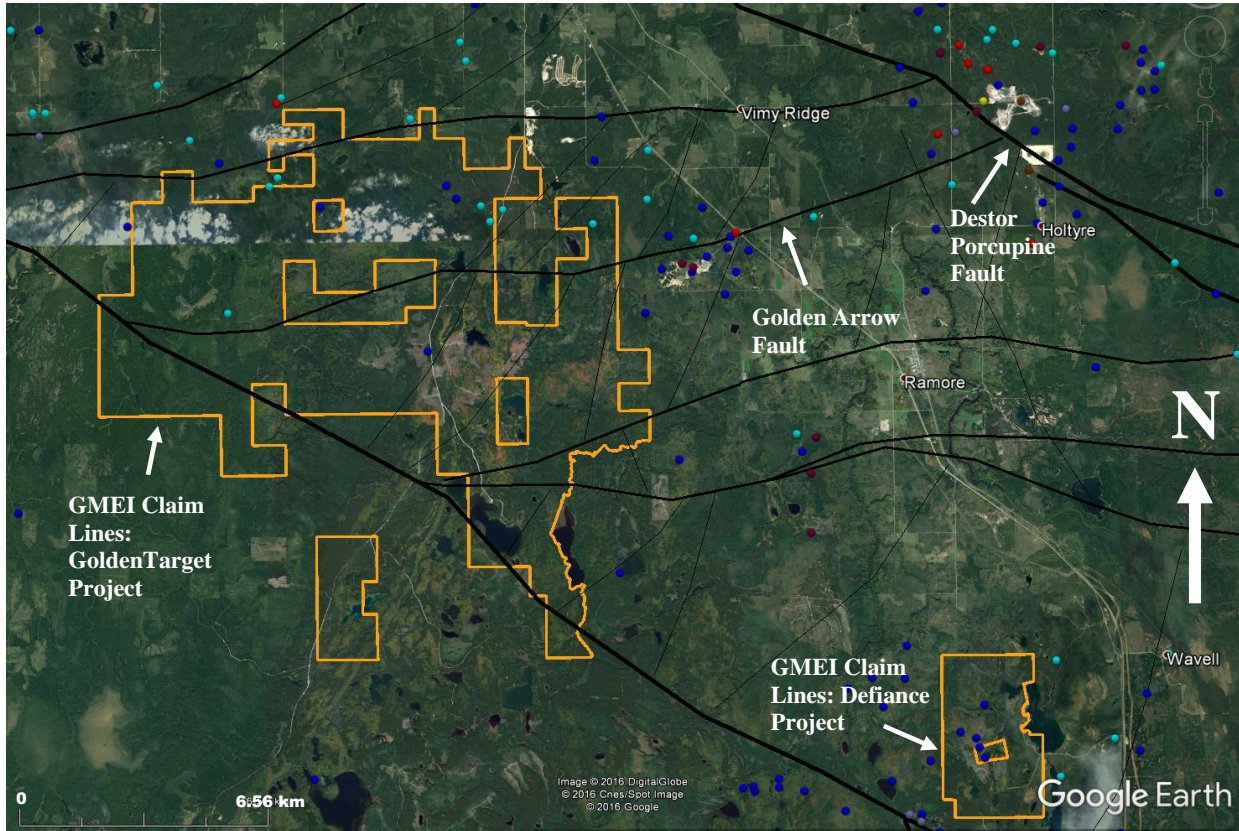 Vimy Ridge
Destor
Porcupine
Fault
Holtyre
Golden Arrow
Fault
Ramore
N
GMEI Claim
Lines:
GoldenTarget
Project
GMEI Claim
Lines: Defiance
Project
Wavell
0
6.56 km
Image © 2016 DigitalGlobe
© 2016 Cnes/Spot Image
© 2016 Google
Google Earth